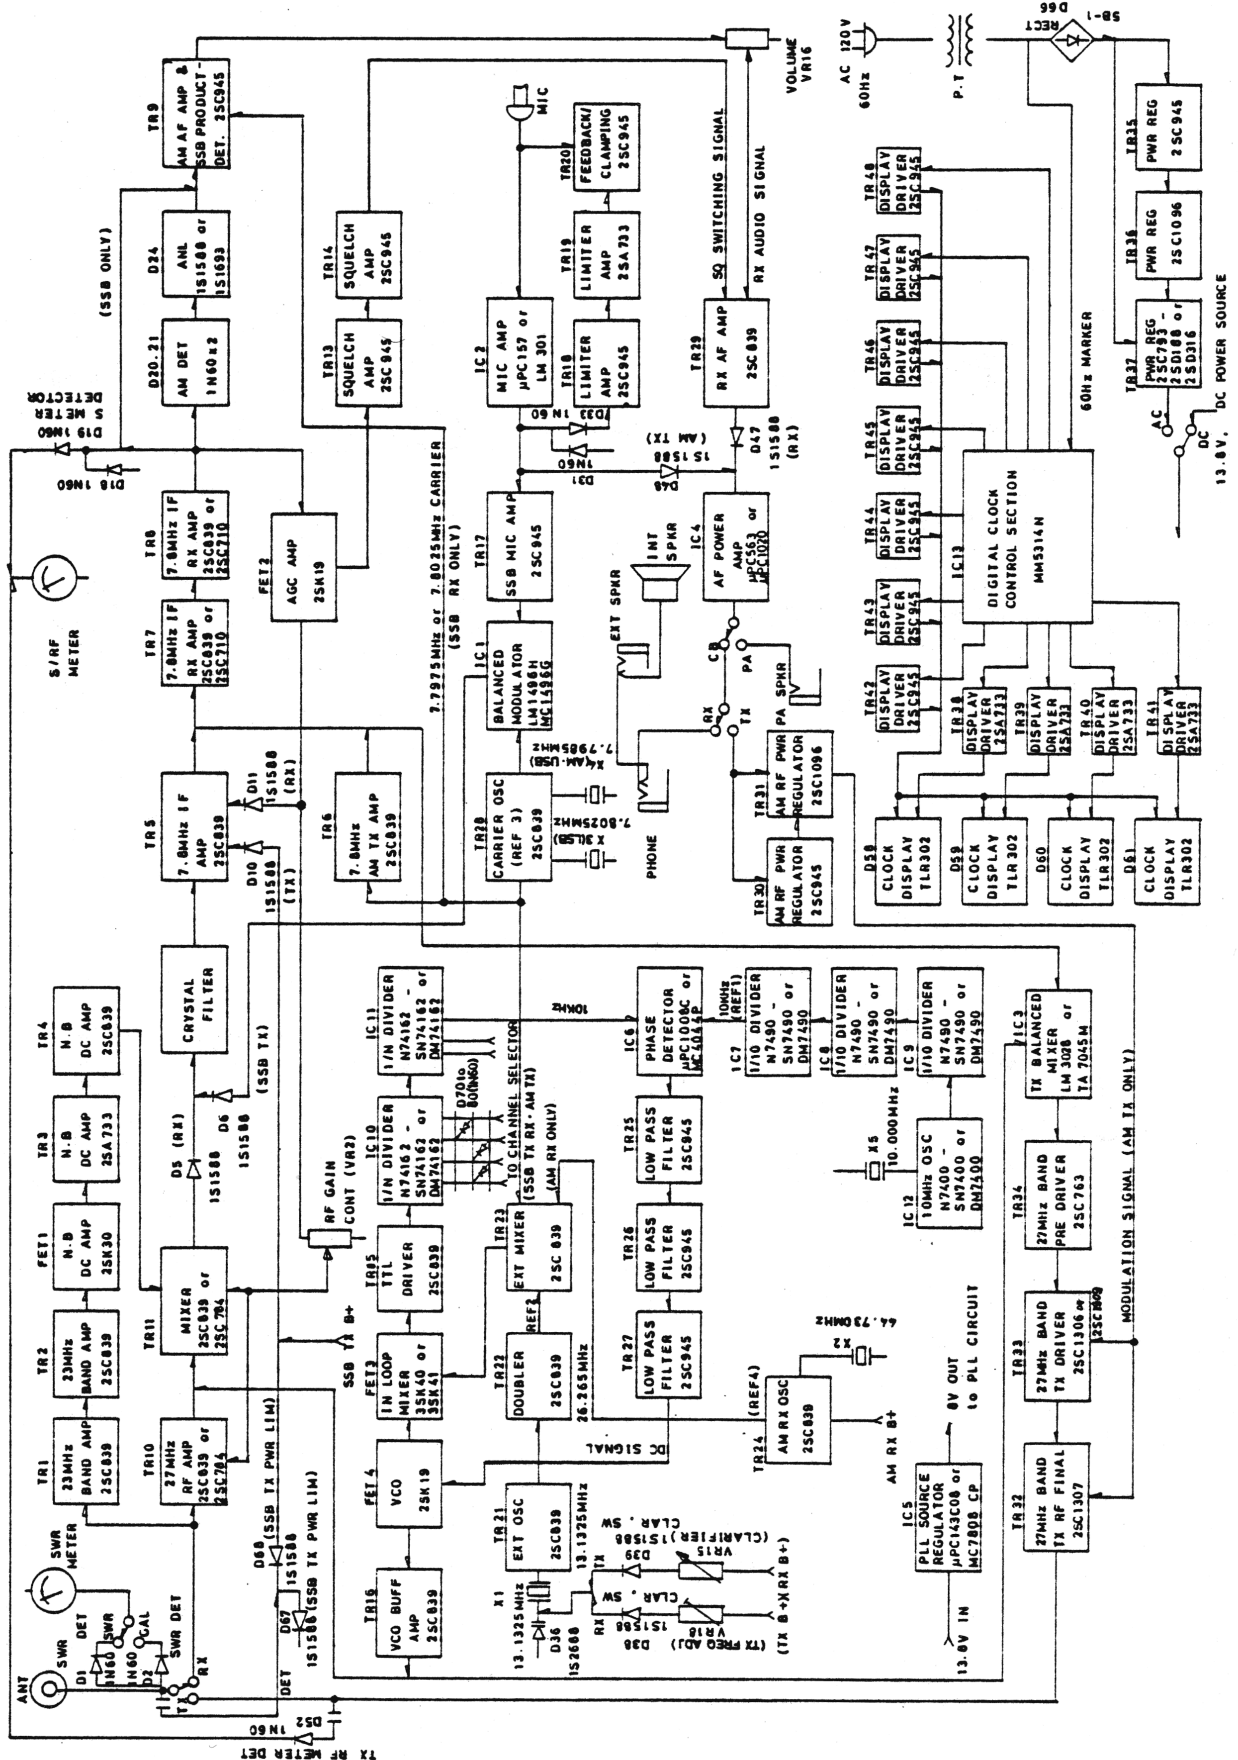 ANT
SWR
SWR
METER
D1
DET
1N60
SWR
1N60
CAL
D2
SWR DET
TX
RX
DET
TX RF METER DET
1N60
D52
D67
1S1588 (SSB TX PWR LIM)
D68 (SSB TX PWR LIM)
1S1588
TR1
23MHz
BAND AMP
2SC839
TR2
23MHz
BAND AMP
2SC839
FET1
N.B
DC AMP
2SK30
TR3
N.B
DC AMP
2SA733
TR4
N.B
DC AMP
2SC839
TR10
27MHz
RF AMP
2SC839 or
2SC784
TR11
MIXER
2SC839 or
2SC784
D5 (RX)
1S1588
D6
1S1588
(SSB TX)
CRYSTAL
FILTER
RF GAIN
CONT (VR2)
SSB TX B+
TR5
7.8MHz IF
AMP
2SC839
D10
1S1588
(TX)
D11
1S1588
(RX)
TR6
7.8MHz
AM TX AMP
2SC839
TR7
7.8MHz IF
RX AMP
2SC839 or
2SC710
TR8
7.8MHz IF
RX AMP
2SC839 or
2SC710
S/RF
METER
D18 1N60
D19 1N60
S METER
DETECTOR
FET2
AGC AMP
2SK19
D20.21
AM DET
1N60x2
D24
ANL
1S1588 or
1S1693
(SSB ONLY)
TR9
AM AF AMP &
SSB PRODUCT-
DET. 2SC945
TR13
SQUELCH
AMP
2SC945
TR14
SQUELCH
AMP
2SC945
7.7975MHz or 7.8025MHz CARRIER
(SSB RX ONLY)
TR16
VCO BUFF
AMP
2SC839
FET4
VCO
2SK19
FET3
IN LOOP
MIXER
3SK40 or
3SK41
TR05
TTL
DRIVER
2SC839
IC10
1/N DIVIDER
N74162 -
SN74162 or
DM74162
IC11
1/N DIVIDER
N74162 -
SN74162 or
DM74162
D70to
80(1N60)
TO CHANNEL SELECTOR
(SSB TX RX·AM TX)
(AM RX ONLY)
TR28
CARRIER OSC
(REF 3)
2SC839
X3(LSB)
7.8025MHz
X4(AM-USB)
7.7985MHz
IC1
BALANCED
MODULATOR
LM1496H
MC1496G
TR17
SSB MIC AMP
2SC945
IC2
MIC AMP
μPC157 or
LM 301
MIC
D31
1N60
D33 1N60
TR18
LIMITER
AMP
2SC945
TR19
LIMITER
AMP
2SA733
TR20
FEEDBACK/
CLAMPING
2SC945
X1
13.1325MHz
D36
1S2688
TR21
EXT OSC
2SC839
13.1325MHz
TR22
DOUBLER
2SC839
26.265MHz
REF2
TR23
EXT MIXER
2SC839
DC SIGNAL
TR27
LOW PASS
FILTER
2SC945
TR26
LOW PASS
FILTER
2SC945
TR25
LOW PASS
FILTER
2SC945
IC6
PHASE
DETECTOR
μPC1008C or
MC4044P
10KHz
10KHz
(REF1)
IC7
1/10 DIVIDER
N7490 -
SN7490 or
DM7490
IC8
1/10 DIVIDER
N7490 -
SN7490 or
DM7490
IC9
1/10 DIVIDER
N7490 -
SN7490 or
DM7490
X5
10.000MHz
IC12
10MHz OSC
N7400 -
SN7400 or
DM7400
RX
TX
CLAR. SW
CLAR. SW
D38
1S1588
D39
1S1588
VR18
(TX FREQ ADJ)
VR15
(CLARIFIER)
(TX B+)
(RX B+)
TR24
(REF4)
AM RX OSC
2SC839
X2
44.730MHz
AM RX B+
13.8V IN
IC5
PLL SOURCE
REGULATOR
μPC143C08 or
MC7808 CP
8V OUT
to PLL CIRCUIT
TR32
27MHz BAND
TX RF FINAL
2SC1307
TR33
27MHz BAND
TX DRIVER
2SC1306 or
2SC1909
TR34
27MHz BAND
PRE DRIVER
2SC763
IC3
TX BALANCED
MIXER
LM 3028 or
TA 7045M
MODULATION SIGNAL (AM TX ONLY)
PHONE
EXT SPKR
INT
SPKR
RX
TX
CB
PA
PA SPKR
IC4
AF POWER
AMP
μPC563 or
μPC1020
D48
1S1588
(AM TX)
D47
1S1588
(RX)
TR29
RX AF AMP
2SC839
SQ SWITCHING SIGNAL
RX AUDIO SIGNAL
VOLUME
VR16
TR30
AM RF PWR
REGULATOR
2SC945
TR31
AM RF PWR
REGULATOR
2SC1096
D58
CLOCK
DISPLAY
TLR302
D59
CLOCK
DISPLAY
TLR302
D60
CLOCK
DISPLAY
TLR302
D61
CLOCK
DISPLAY
TLR302
TR38
DISPLAY
DRIVER
2SA733
TR39
DISPLAY
DRIVER
2SA733
TR40
DISPLAY
DRIVER
2SA733
TR41
DISPLAY
DRIVER
2SA733
TR42
DISPLAY
DRIVER
2SC945
TR43
DISPLAY
DRIVER
2SC945
TR44
DISPLAY
DRIVER
2SC945
TR45
DISPLAY
DRIVER
2SC945
TR46
DISPLAY
DRIVER
2SC945
TR47
DISPLAY
DRIVER
2SC945
TR48
DISPLAY
DRIVER
2SC945
IC13
DIGITAL CLOCK
CONTROL SECTION
MM5314N
60Hz MARKER
AC 120V
60Hz
P.T
RECT
D66
SB-1
TR35
PWR REG
2SC945
TR36
PWR REG
2SC1096
TR37
PWR REG
2SC793 -
2SD188 or
2SD316
AC
DC
13.8V. DC POWER SOURCE